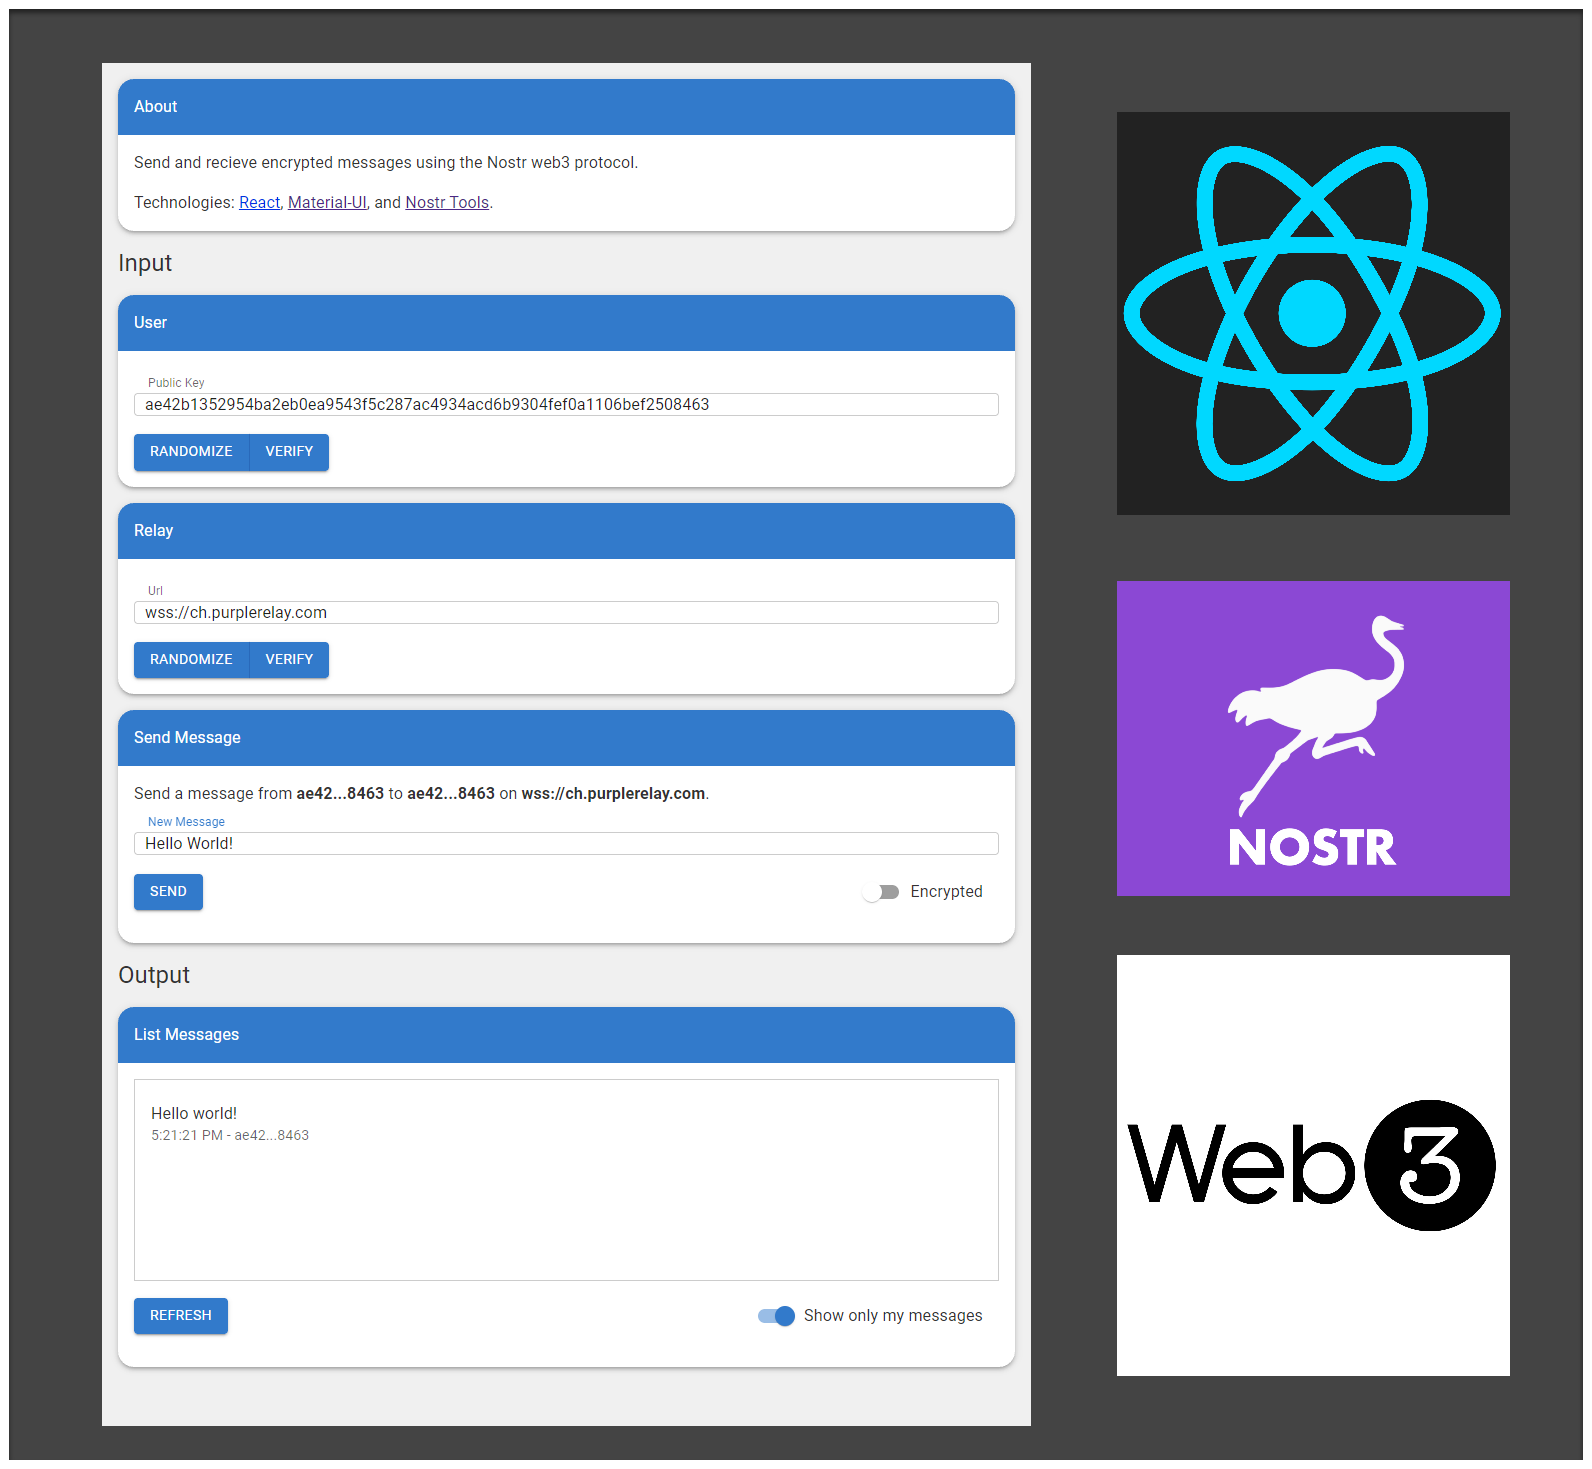 About
Send and recieve encrypted messages using the Nostr web3 protocol.
Technologies: React, Material-UI, and Nostr Tools.
Input
User
Public Key
ae42b1352954ba2eb0ea9543f5c287ac4934acd6b9304fef0a1106bef2508463
RANDOMIZE VERIFY
Relay
Url
wss://ch.purplerelay.com
RANDOMIZE VERIFY
Send Message
Send a message from ae42...8463 to ae42...8463 on wss://ch.purplerelay.com.
New Message
Hello World!
SEND Encrypted
Output
List Messages
Hello world!
5:21:21 PM - ae42...8463
REFRESH Show only my messages
NOSTR
Web3